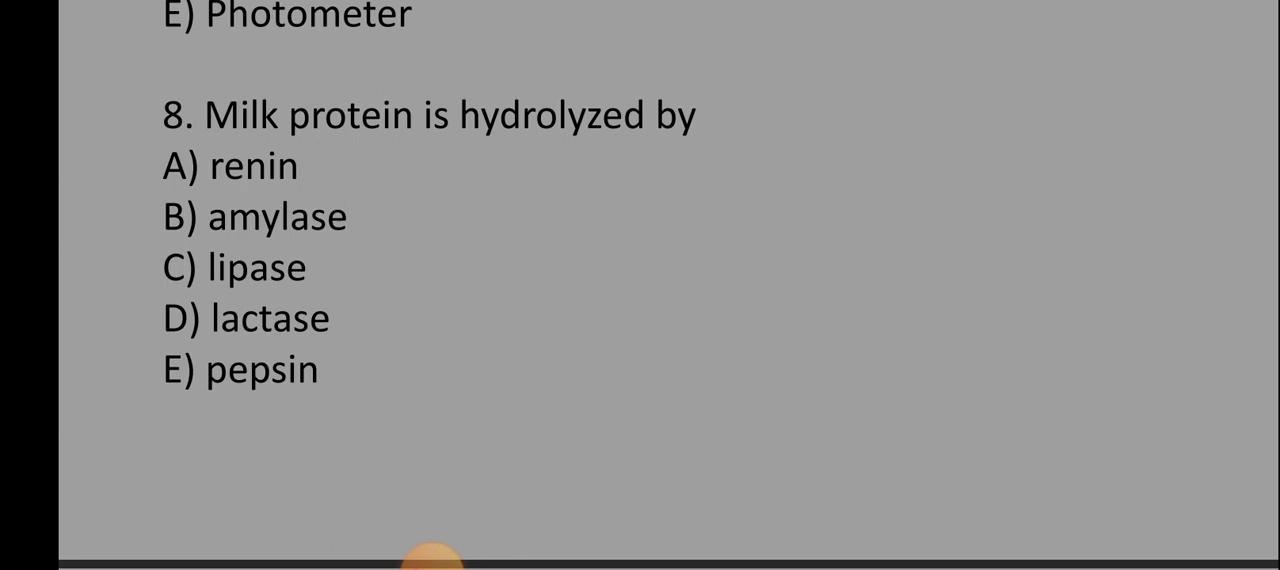 E) Photometer
8. Milk protein is hydrolyzed by
A) renin
B) amylase
C) lipase
D) lactase
E) pepsin